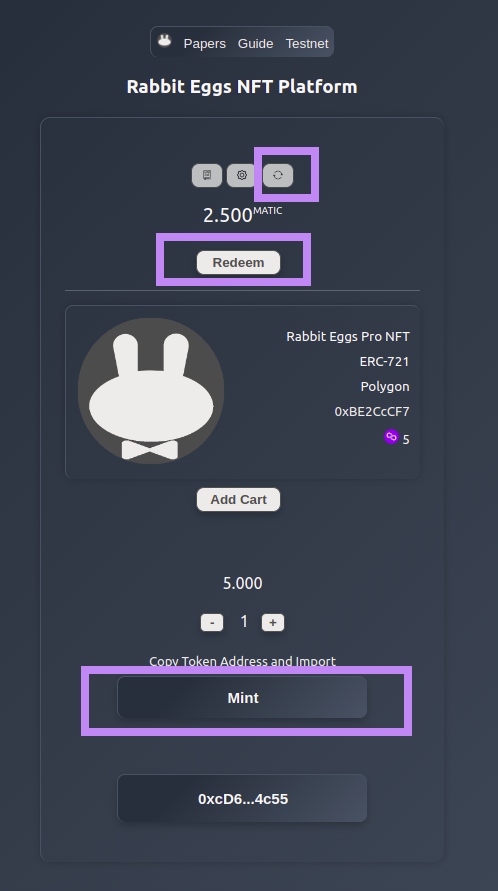 Papers Guide Testnet
Rabbit Eggs NFT Platform
2.500 MATIC
Redeem
Rabbit Eggs Pro NFT
ERC-721
Polygon
0xBE2CcCF7
5
Add Cart
5.000
- 1 +
Copy Token Address and Import
Mint
0xcD6...4c55